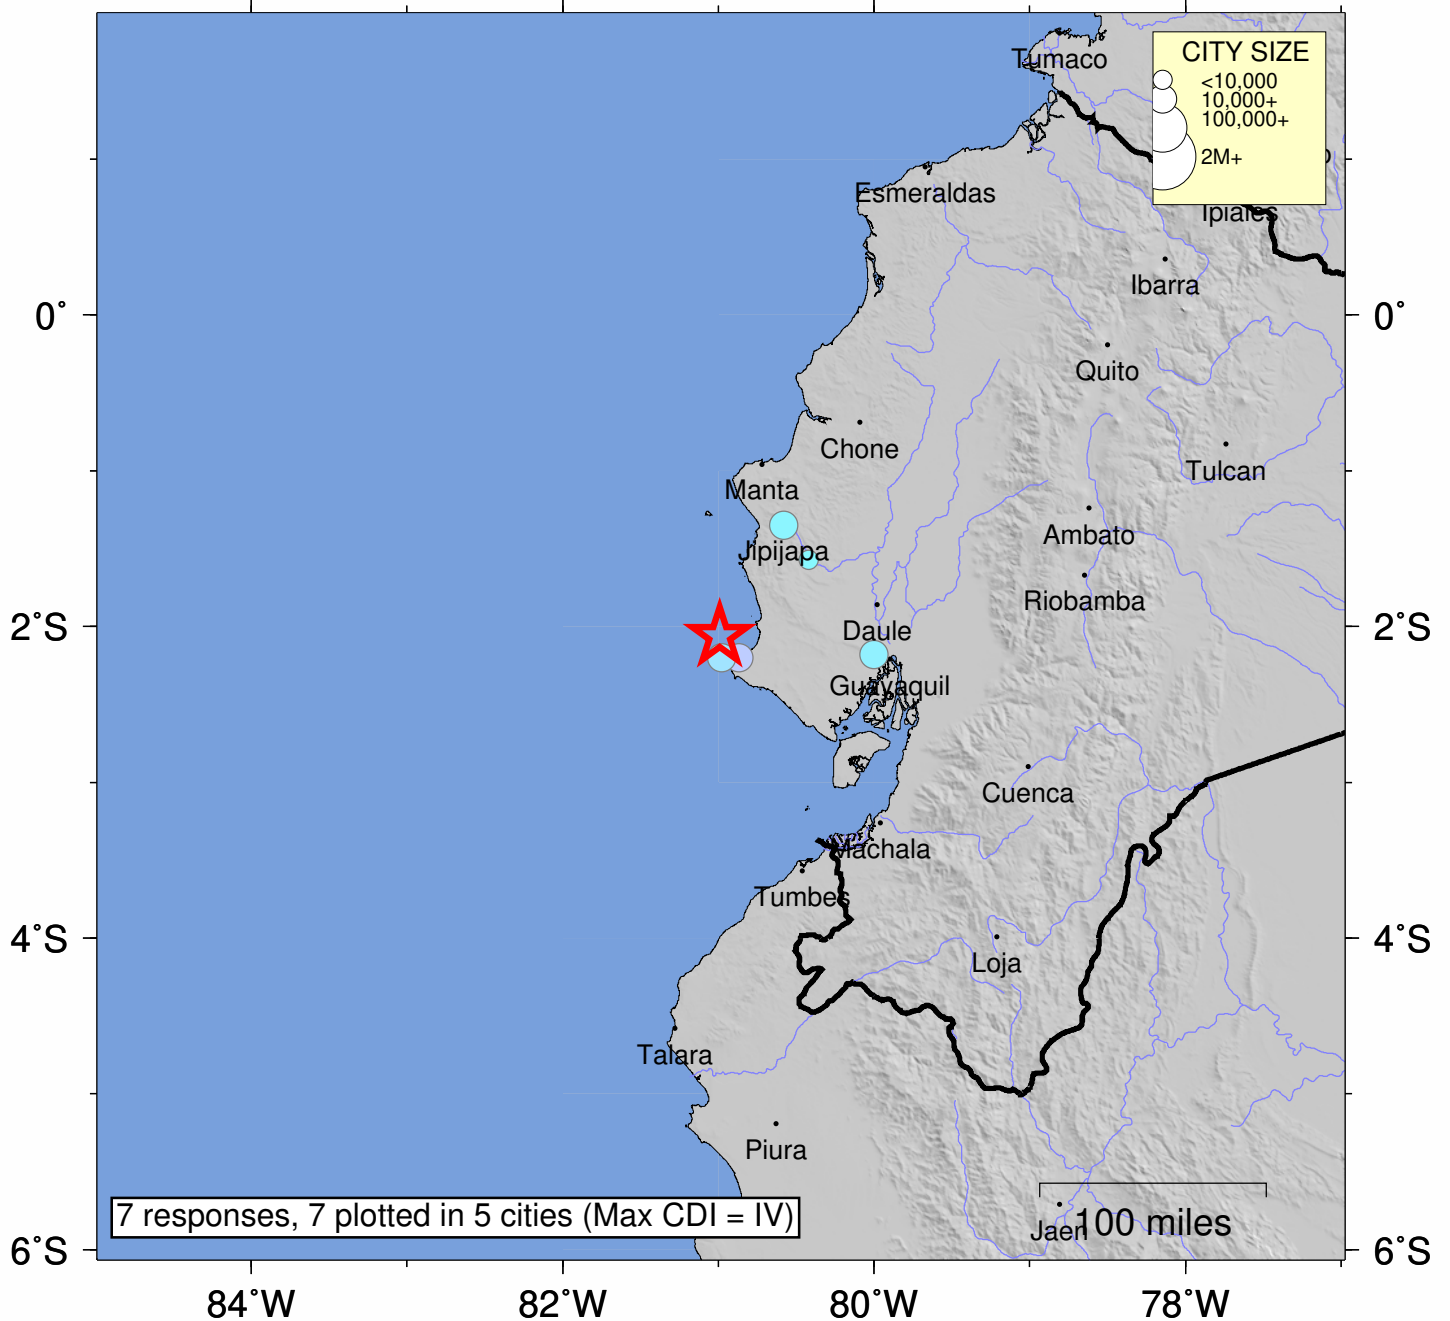 Tumaco
CITY SIZE
<10,000
10,000+
100,000+
2M+
Esmeraldas
Ipiales
Ibarra
0˚
0˚
Quito
Chone
Tulcan
Manta
Ambato
Jipijapa
Riobamba
2˚S
Daule
2˚S
Guayaquil
Cuenca
Machala
Tumbes
4˚S
Loja
4˚S
Talara
Piura
7 responses, 7 plotted in 5 cities (Max CDI = IV)
Jaen
100 miles
6˚S
6˚S
84˚W
82˚W
80˚W
78˚W